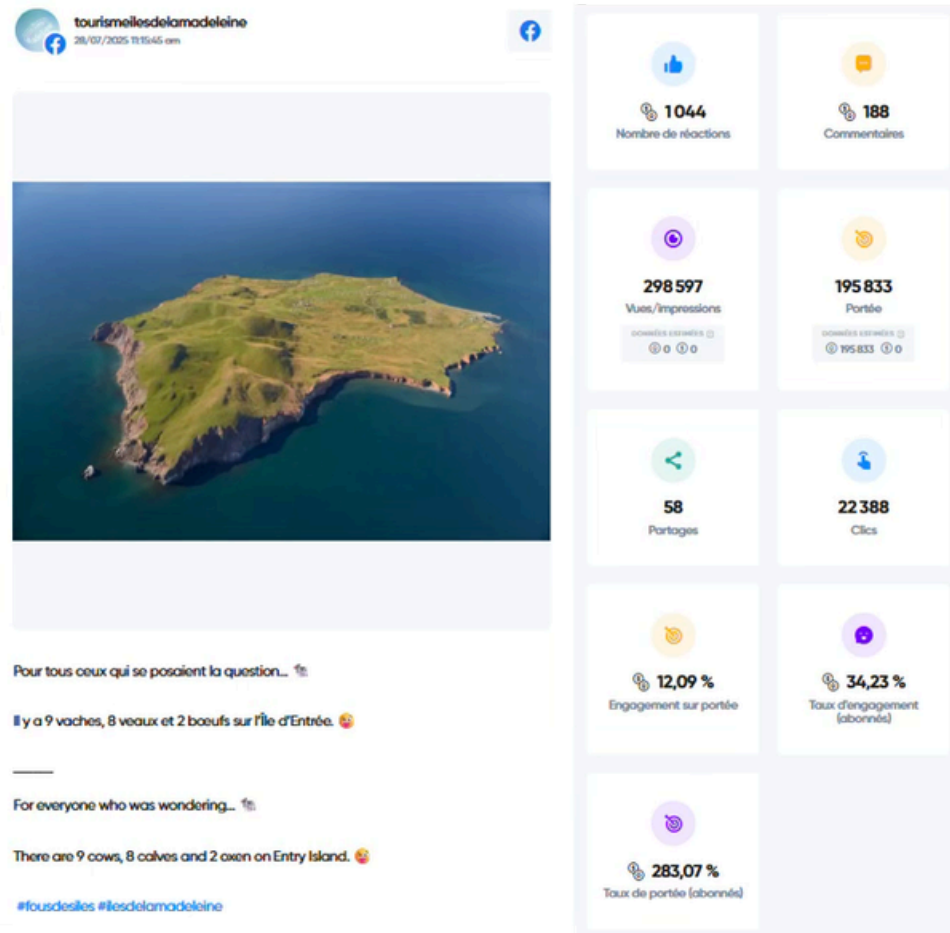 tourismeilesdelamadeleine
28/07/2025 11:15:45 am
Pour tous ceux qui se posaient la question... 🐄
Il y a 9 vaches, 8 veaux et 2 bœufs sur l'Île d'Entrée. 😜
———
For everyone who was wondering... 🐄
There are 9 cows, 8 calves and 2 oxen on Entry Island. 😜
#fousdesiles #ilesdelamadeleine
1 044
Nombre de réactions
188
Commentaires
298 597
Vues/impressions
DONNÉES ESTIMÉES
0 0
195 833
Portée
DONNÉES ESTIMÉES
195 833 0
58
Partages
22 388
Clics
12,09 %
Engagement sur portée
34,23 %
Taux d'engagement
(abonnés)
283,07 %
Taux de portée (abonnés)